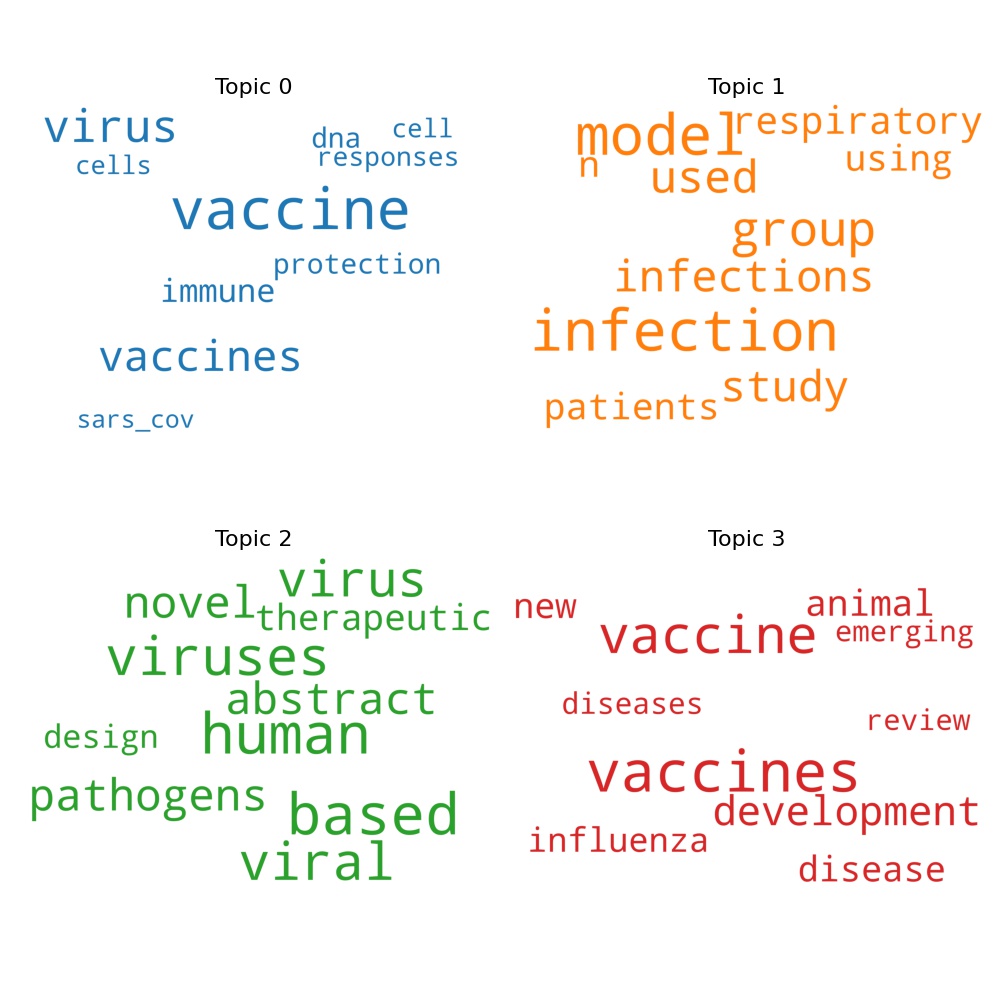 Topic 0
virus
dna
cell
responses
cells
vaccine
protection
immune
vaccines
sars_cov
Topic 1
model
respiratory
n
using
used
group
infections
infection
study
patients
Topic 2
virus
novel
therapeutic
viruses
abstract
human
design
pathogens
based
viral
Topic 3
new
animal
vaccine
emerging
diseases
review
vaccines
development
influenza
disease